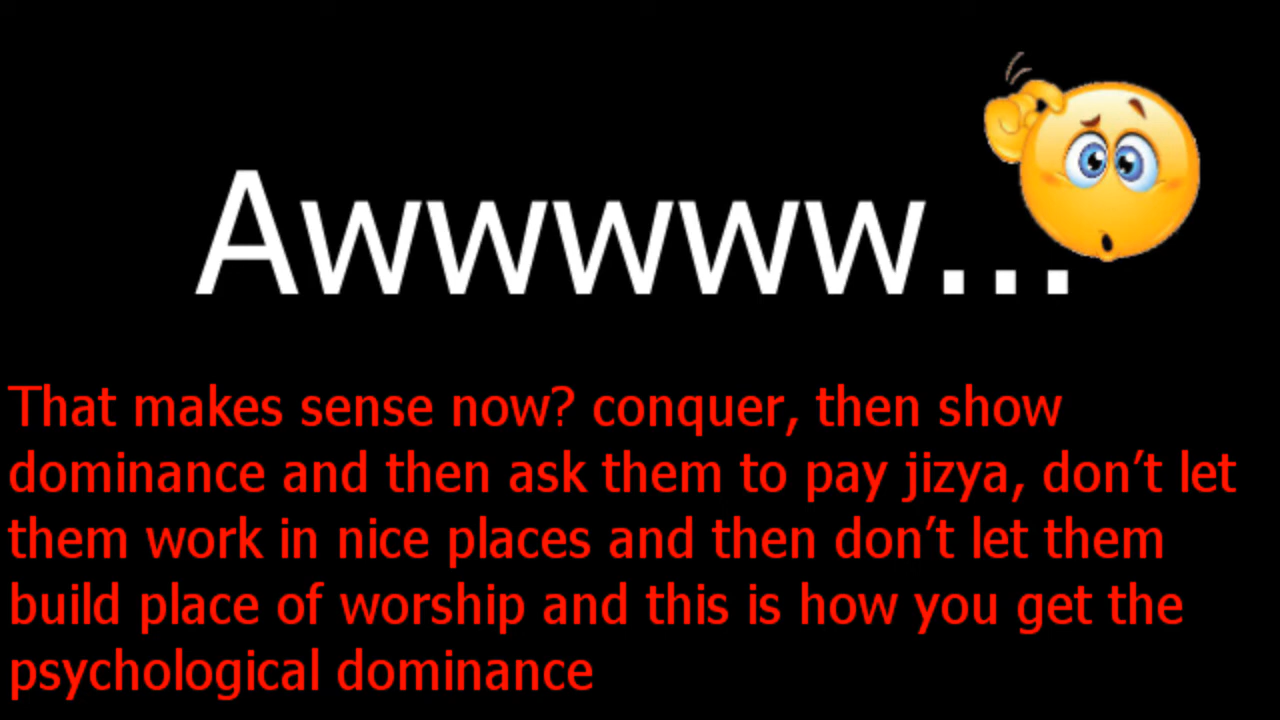 Awwwww...
That makes sense now? conquer, then show
dominance and then ask them to pay jizya, don’t let
them work in nice places and then don’t let them
build place of worship and this is how you get the
psychological dominance